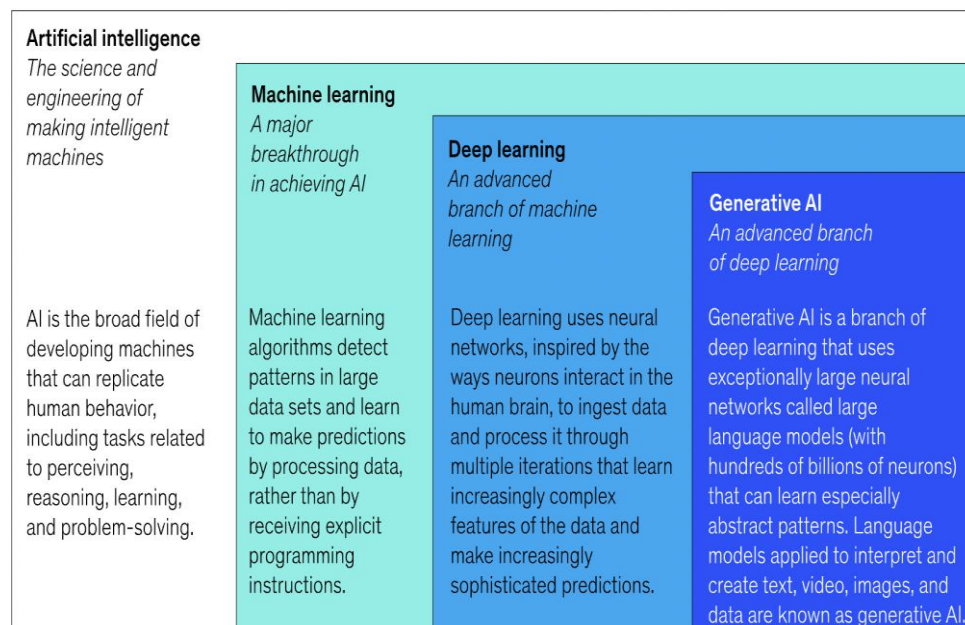 Artificial intelligence
The science and
engineering of
making intelligent
machines
AI is the broad field of
developing machines
that can replicate
human behavior,
including tasks related
to perceiving,
reasoning, learning,
and problem-solving.
Machine learning
A major
breakthrough
in achieving AI
Machine learning
algorithms detect
patterns in large
data sets and learn
to make predictions
by processing data,
rather than by
receiving explicit
programming
instructions.
Deep learning
An advanced
branch of machine
learning
Deep learning uses neural
networks, inspired by the
ways neurons interact in the
human brain, to ingest data
and process it through
multiple iterations that learn
increasingly complex
features of the data and
make increasingly
sophisticated predictions.
Generative AI
An advanced branch
of deep learning
Generative AI is a branch of
deep learning that uses
exceptionally large neural
networks called large
language models (with
hundreds of billions of neurons)
that can learn especially
abstract patterns. Language
models applied to interpret and
create text, video, images, and
data are known as generative AI.